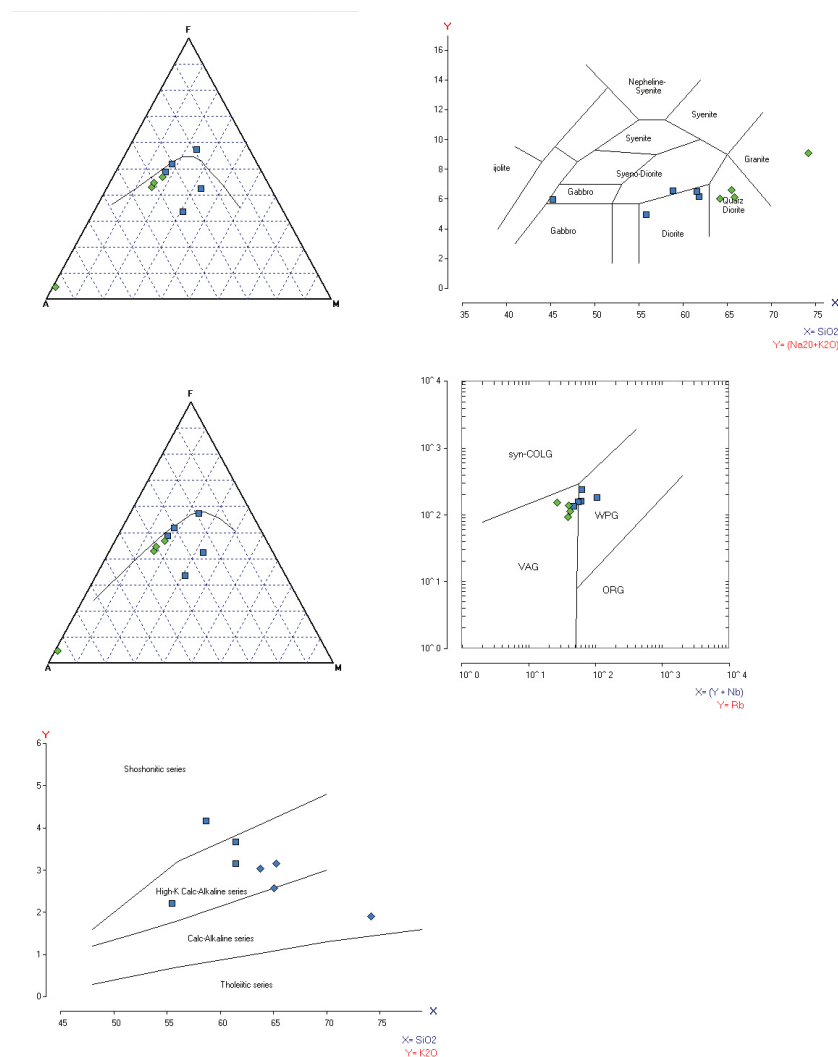 F
A
M
Y
16
14
12
10
8
6
4
2
0
Nepheline-
Syenite
Syenite
Syenite
ijolite
Syeno-Diorite
Granite
Gabbro
Quaiz
Diorite
Gabbro
Diorite
35
40
45
50
55
60
65
70
75
X
X= SiO2
Y= (Na2O+K2O)
F
A
M
10^ 4
10^ 3
10^ 2
10^ 1
10^ 0
syn-COLG
WPG
VAG
ORG
10^ 0
10^ 1
10^ 2
10^ 3
10^ 4
X= (Y + Nb)
Y= Rb
Y
6
5
4
3
2
1
0
Shoshonitic series
High-K Calc-Alkaline series
Calc-Alkaline series
Tholeiitic series
45
50
55
60
65
70
75
X
X= SiO2
Y= K2O